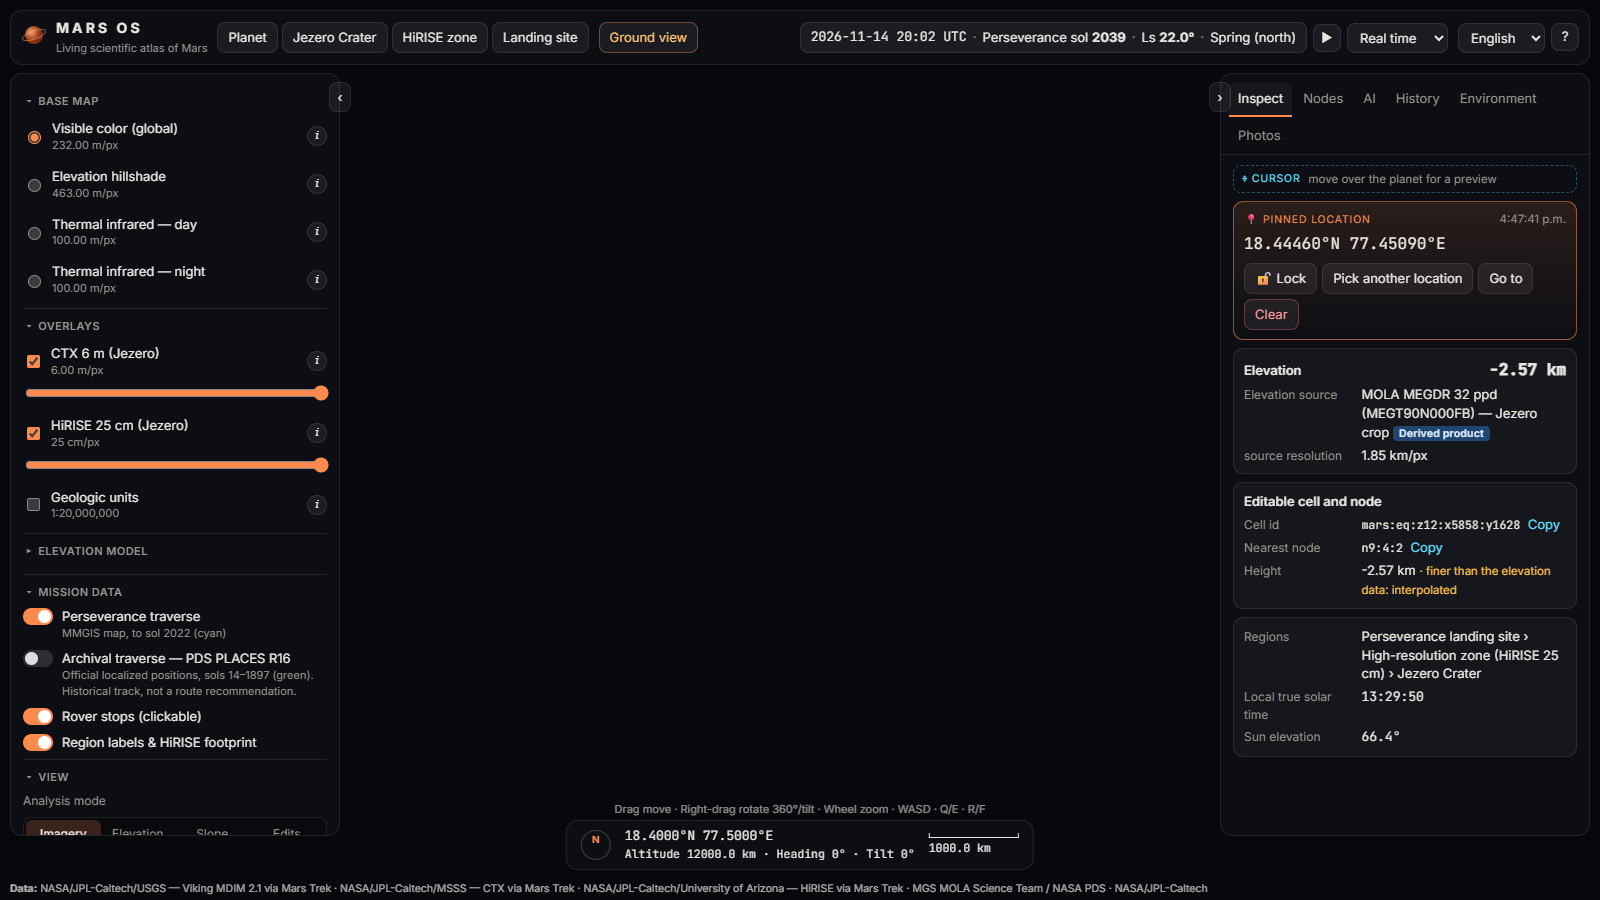 MARS OS
Living scientific atlas of Mars
Planet
Jezero Crater
HiRISE zone
Landing site
Ground view
2026-11-14 20:02 UTC · Perseverance sol 2039 · Ls 22.0° · Spring (north)
Real time
English
?
BASE MAP
Visible color (global)
232.00 m/px
Elevation hillshade
463.00 m/px
Thermal infrared — day
100.00 m/px
Thermal infrared — night
100.00 m/px
OVERLAYS
CTX 6 m (Jezero)
6.00 m/px
HiRISE 25 cm (Jezero)
25 cm/px
Geologic units
1:20,000,000
ELEVATION MODEL
MISSION DATA
Perseverance traverse
MMGIS map, to sol 2022 (cyan)
Archival traverse — PDS PLACES R16
Official localized positions, sols 14–1897 (green).
Historical track, not a route recommendation.
Rover stops (clickable)
Region labels & HiRISE footprint
VIEW
Analysis mode
Imagery Elevation Slope Edits
Drag move · Right-drag rotate 360°/tilt · Wheel zoom · WASD · Q/E · R/F
N
18.4000°N 77.5000°E
Altitude 12000.0 km · Heading 0° · Tilt 0°
1000.0 km
Inspect Nodes AI History Environment
Photos
CURSOR move over the planet for a preview
PINNED LOCATION 4:47:41 p.m.
18.44460°N 77.45090°E
Lock
Pick another location
Go to
Clear
Elevation -2.57 km
Elevation source MOLA MEGDR 32 ppd
(MEGT90N000FB) — Jezero
crop Derived product
source resolution 1.85 km/px
Editable cell and node
Cell id mars:eq:z12:x5858:y1628 Copy
Nearest node n9:4:2 Copy
Height -2.57 km · finer than the elevation
data: interpolated
Regions Perseverance landing site ›
High-resolution zone (HiRISE 25
cm) › Jezero Crater
Local true solar 13:29:50
time
Sun elevation 66.4°
Data: NASA/JPL-Caltech/USGS — Viking MDIM 2.1 via Mars Trek · NASA/JPL-Caltech/MSSS — CTX via Mars Trek · NASA/JPL-Caltech/University of Arizona — HiRISE via Mars Trek · MGS MOLA Science Team / NASA PDS · NASA/JPL-Caltech